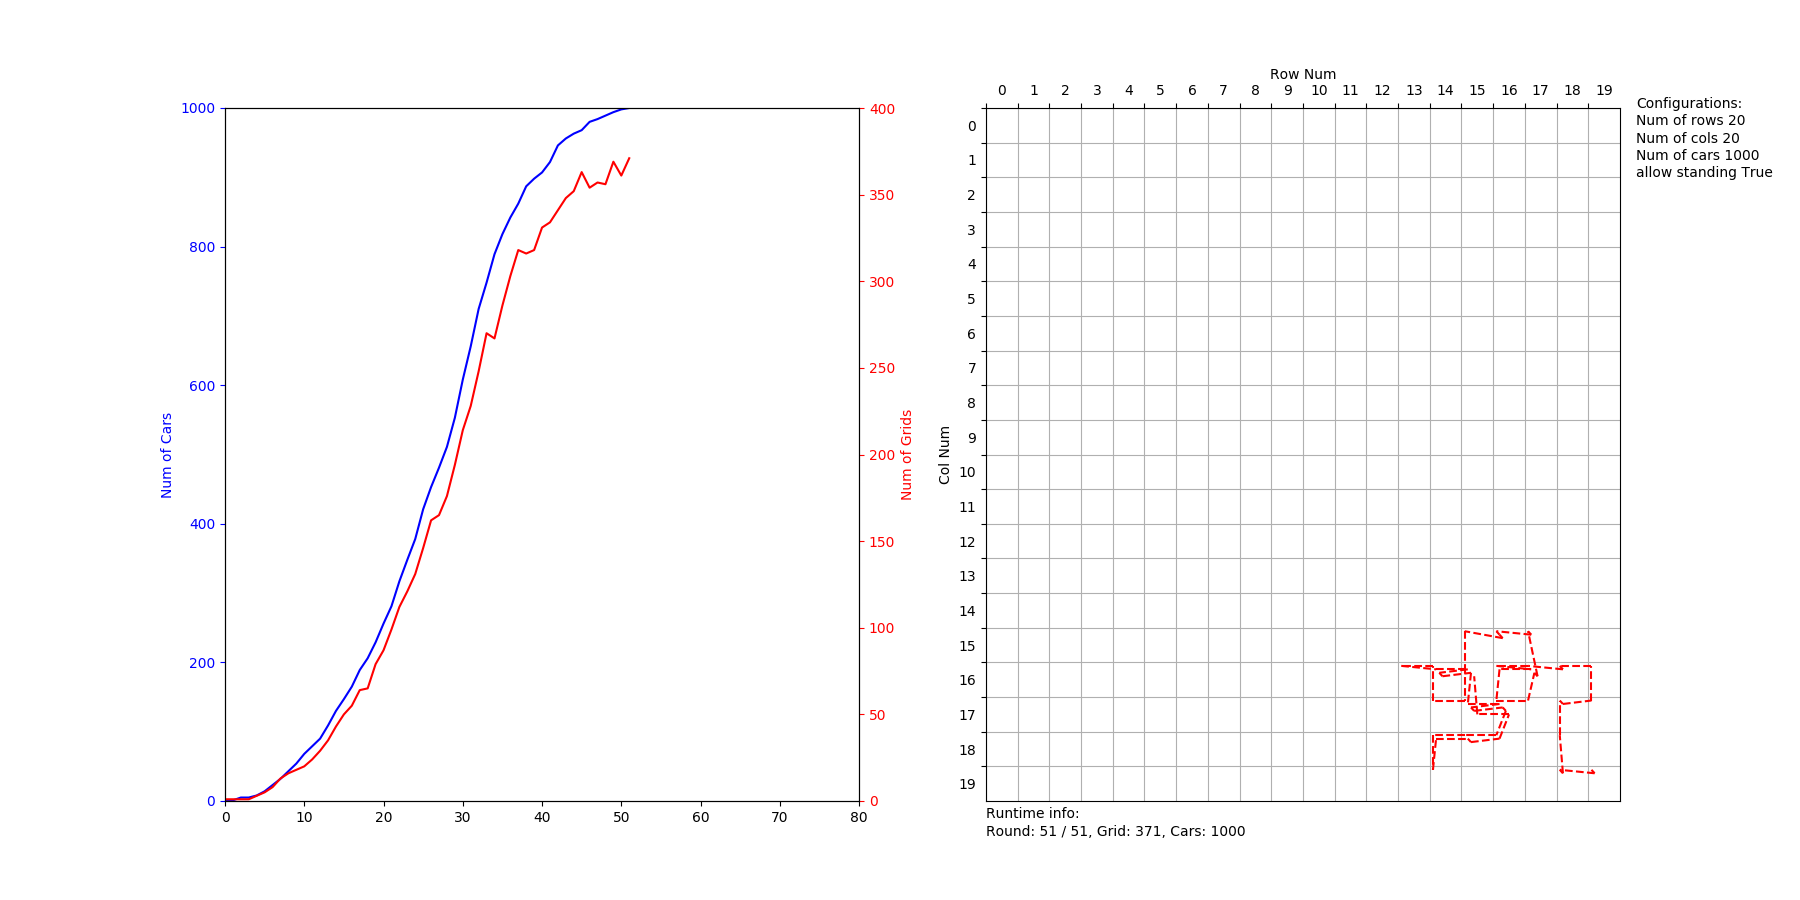 1000
800
600
400
200
0
Num of Cars
0 10 20 30 40 50 60 70 80
400
350
300
250
200
150
100
50
0
Num of Grids
Row Num
0 1 2 3 4 5 6 7 8 9 10 11 12 13 14 15 16 17 18 19
Col Num
0
1
2
3
4
5
6
7
8
9
10
11
12
13
14
15
16
17
18
19
Configurations:
Num of rows 20
Num of cols 20
Num of cars 1000
allow standing True
Runtime info:
Round: 51 / 51, Grid: 371, Cars: 1000